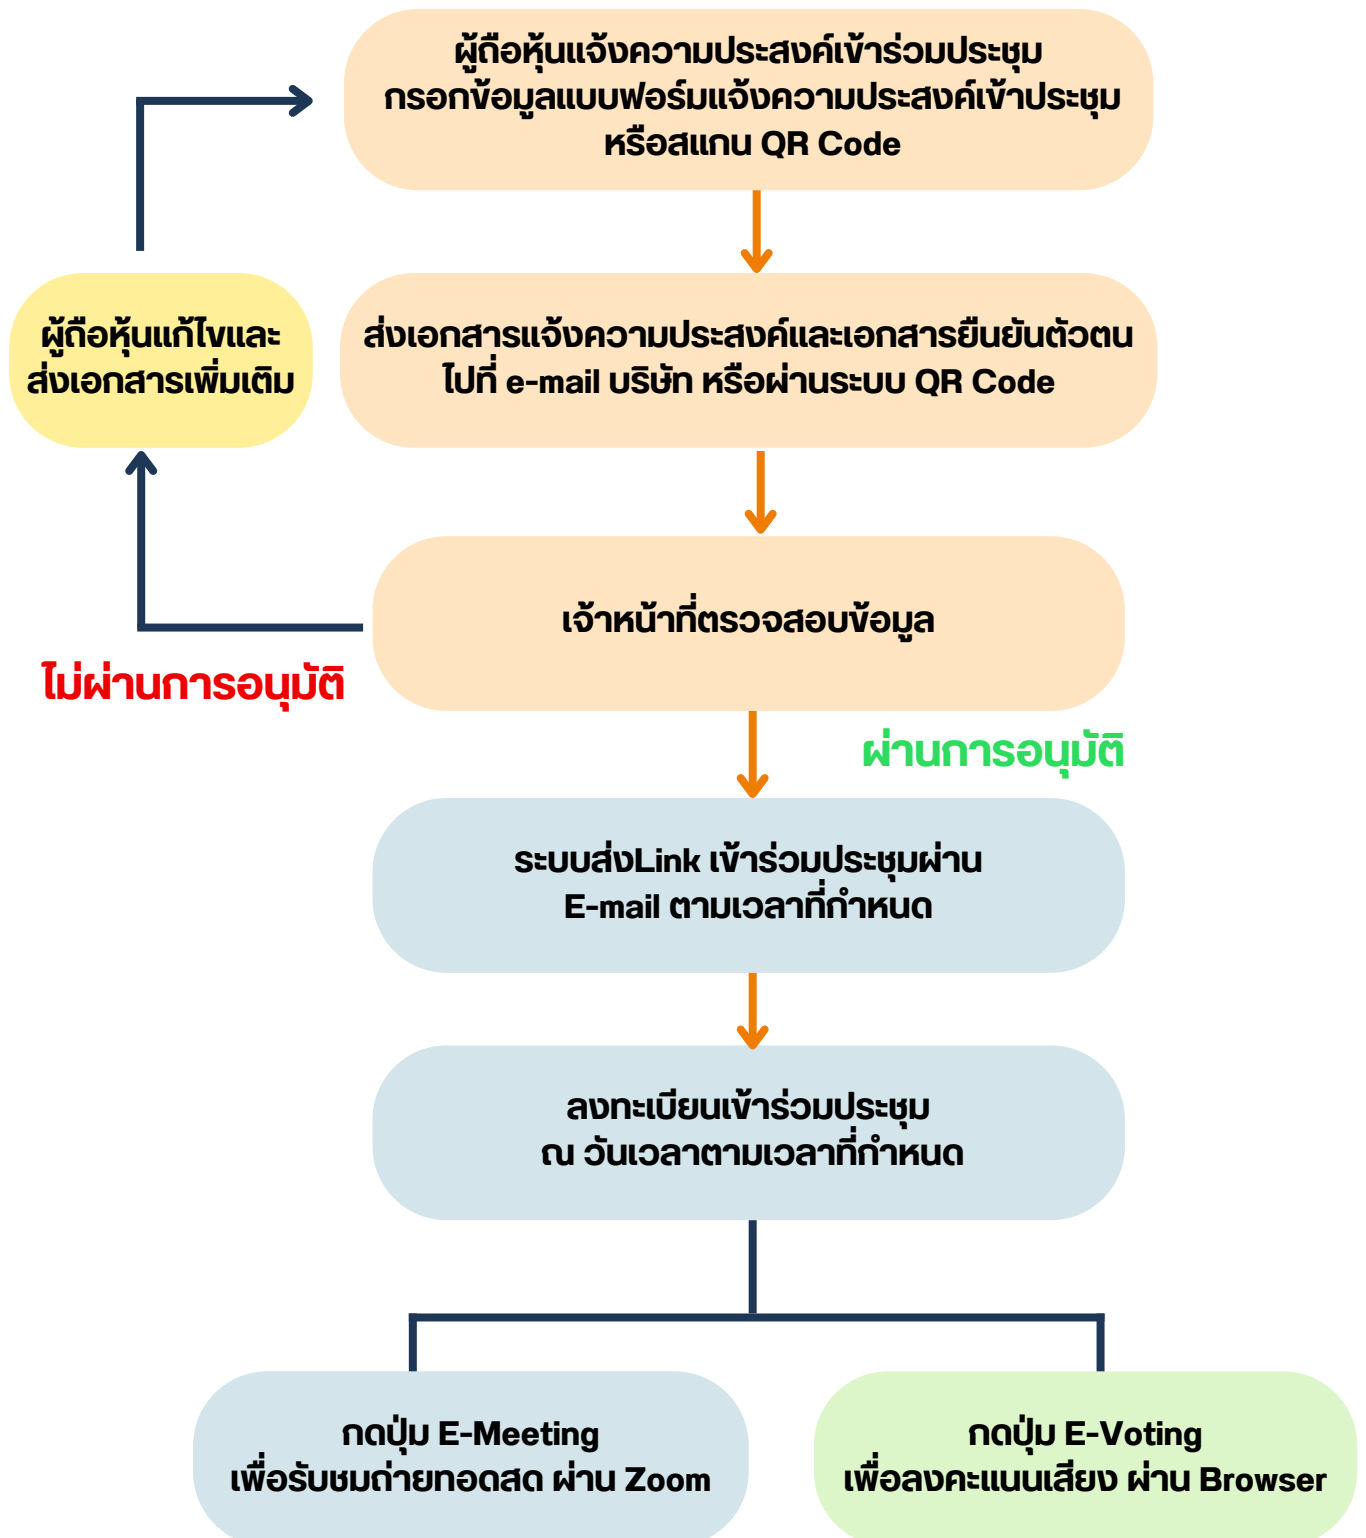 ผู้ถือหุ้นแจ้งความประสงค์เข้าร่วมประชุม
กรอกข้อมูลแบบฟอร์มแจ้งความประสงค์เข้าประชุม
หรือสแกน QR Code
ผู้ถือหุ้นแก้ไขและ
ส่งเอกสารเพิ่มเติม
ส่งเอกสารแจ้งความประสงค์และเอกสารยืนยันตัวตน
ไปที่ e-mail บริษัท หรือผ่านระบบ QR Code
เจ้าหน้าที่ตรวจสอบข้อมูล
ไม่ผ่านการอนุมัติ
ผ่านการอนุมัติ
ระบบส่งLink เข้าร่วมประชุมผ่าน
E-mail ตามเวลาที่กำหนด
ลงทะเบียนเข้าร่วมประชุม
ณ วันเวลาตามเวลาที่กำหนด
กดปุ่ม E-Meeting
เพื่อรับชมถ่ายทอดสด ผ่าน Zoom
กดปุ่ม E-Voting
เพื่อลงคะแนนเสียง ผ่าน Browser